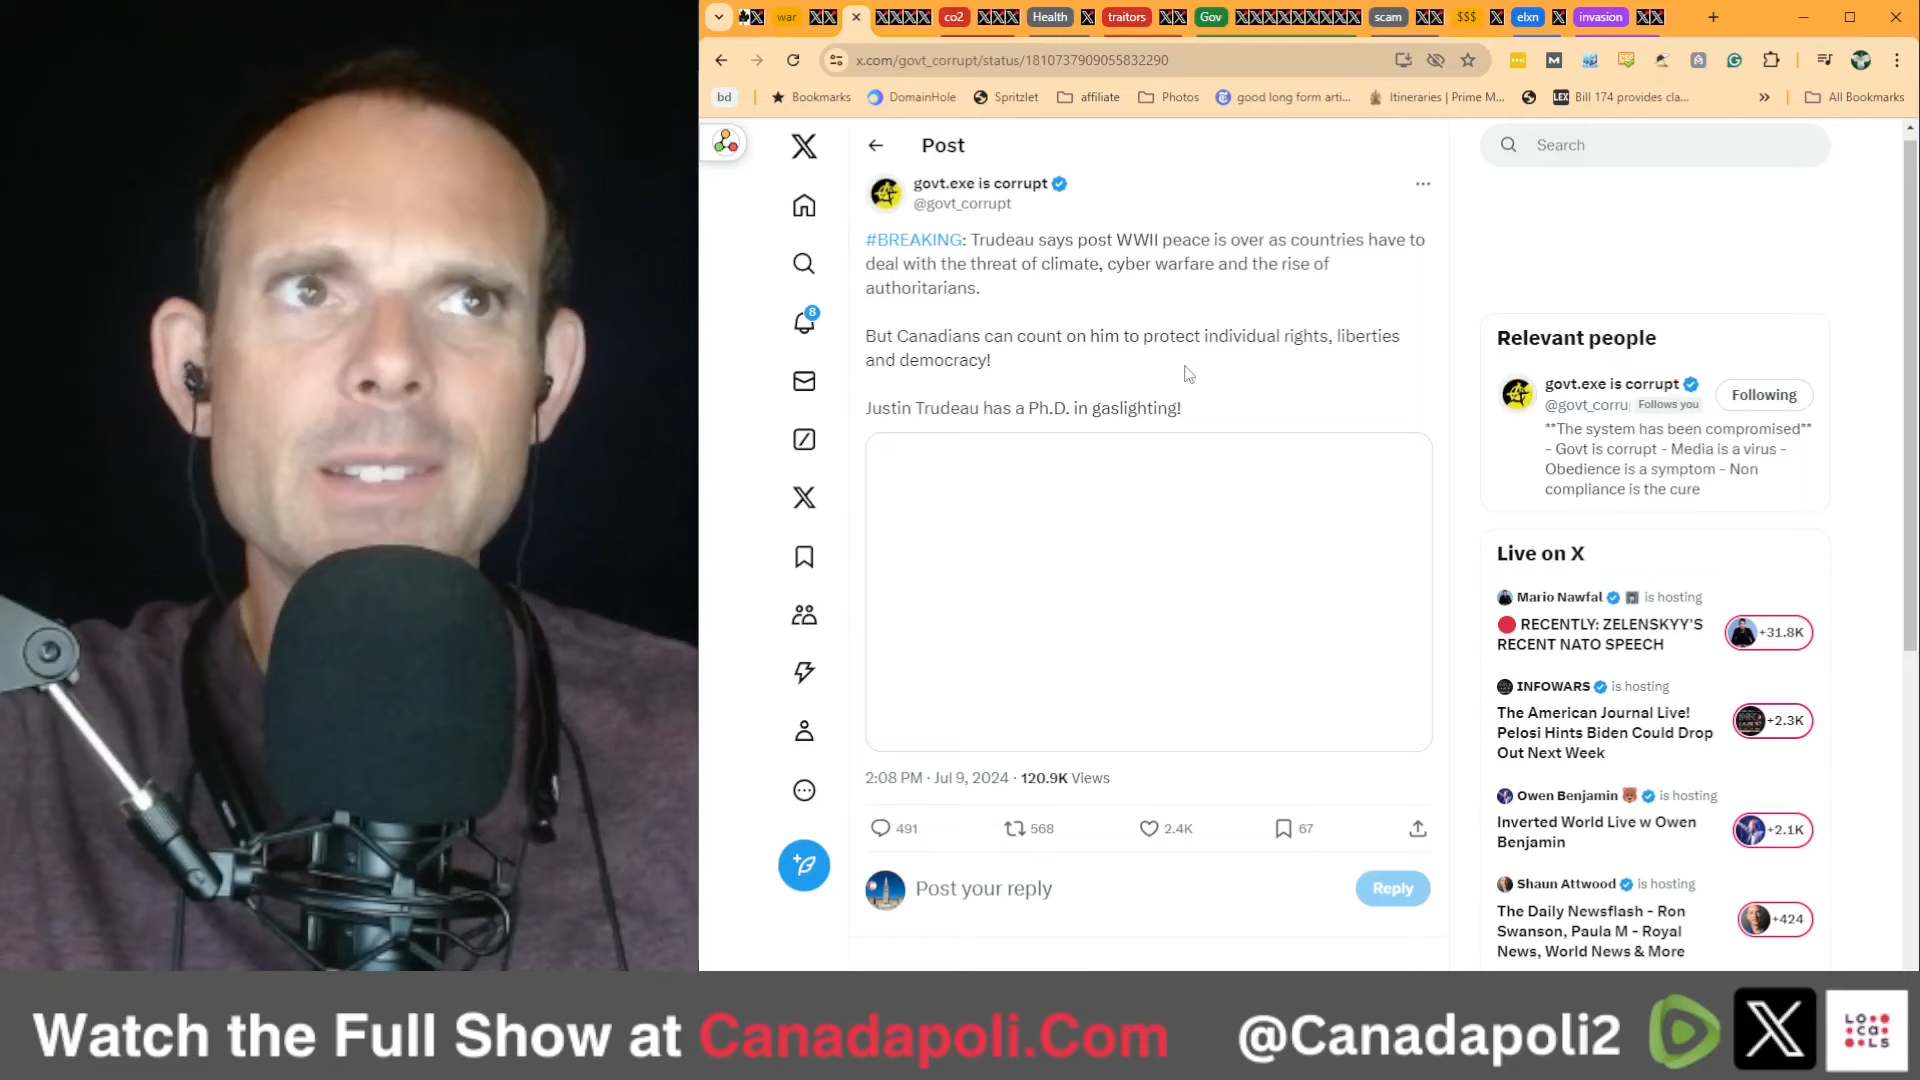 war
co2
Health
traitors
Gov
scam
$$$
elxn
invasion
x.com/govt_corrupt/status/1810737909055832290
bd
Bookmarks
DomainHole
Spritzlet
affiliate
Photos
good long form arti...
Itineraries | Prime M...
LEX
Bill 174 provides cla...
All Bookmarks
Post
Search
govt.exe is corrupt
@govt_corrupt
#BREAKING: Trudeau says post WWII peace is over as countries have to
deal with the threat of climate, cyber warfare and the rise of
authoritarians.
But Canadians can count on him to protect individual rights, liberties
and democracy!
Justin Trudeau has a Ph.D. in gaslighting!
8
2:08 PM · Jul 9, 2024 · 120.9K Views
491
568
2.4K
67
Post your reply
Reply
Relevant people
govt.exe is corrupt
@govt_corru
Follows you
Following
**The system has been compromised**
- Govt is corrupt - Media is a virus -
Obedience is a symptom - Non
compliance is the cure
Live on X
Mario Nawfal is hosting
RECENTLY: ZELENSKYY'S
RECENT NATO SPEECH
+31.8K
INFOWARS is hosting
The American Journal Live!
Pelosi Hints Biden Could Drop
Out Next Week
+2.3K
Owen Benjamin is hosting
Inverted World Live w Owen
Benjamin
+2.1K
Shaun Attwood is hosting
The Daily Newsflash - Ron
Swanson, Paula M - Royal
News, World News & More
+424
Watch the Full Show at Canadapoli.Com
@Canadapoli2
LO
ca
LS